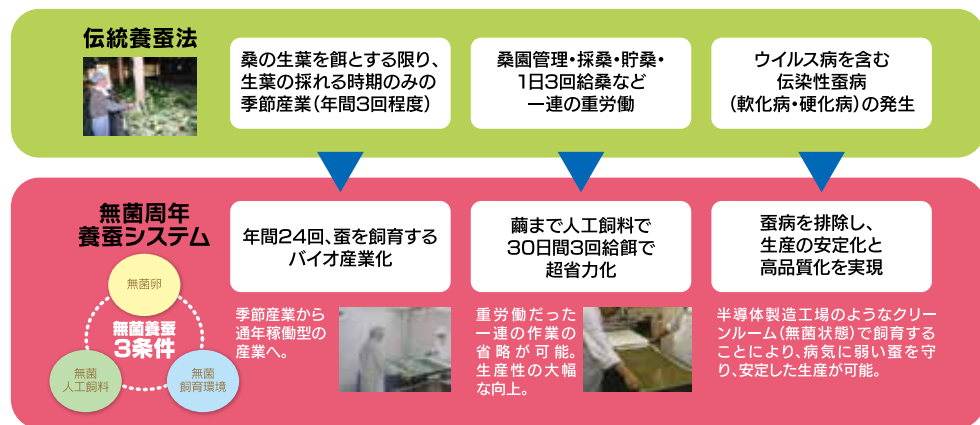 伝統養蚕法
桑の生葉を餌とする限り、
生葉の採れる時期のみの
季節産業（年間3回程度）
桑園管理・採桑・貯桑・
1日3回給桑など
一連の重労働
ウイルス病を含む
伝染性蚕病
（軟化病・硬化病）の発生
無菌周年
養蚕システム
無菌卵
無菌養蚕
3条件
無菌
人工飼料
無菌
飼育環境
年間24回、蚕を飼育する
バイオ産業化
季節産業から
通年稼働型の
産業へ。
繭まで人工飼料で
30日間3回給餌で
超省力化
重労働だった
一連の作業の
省略が可能。
生産性の大幅
な向上。
蚕病を排除し、
生産の安定化と
高品質化を実現
半導体製造工場のようなクリー
ンルーム（無菌状態）で飼育する
ことにより、病気に弱い蚕を守
り、安定した生産が可能。